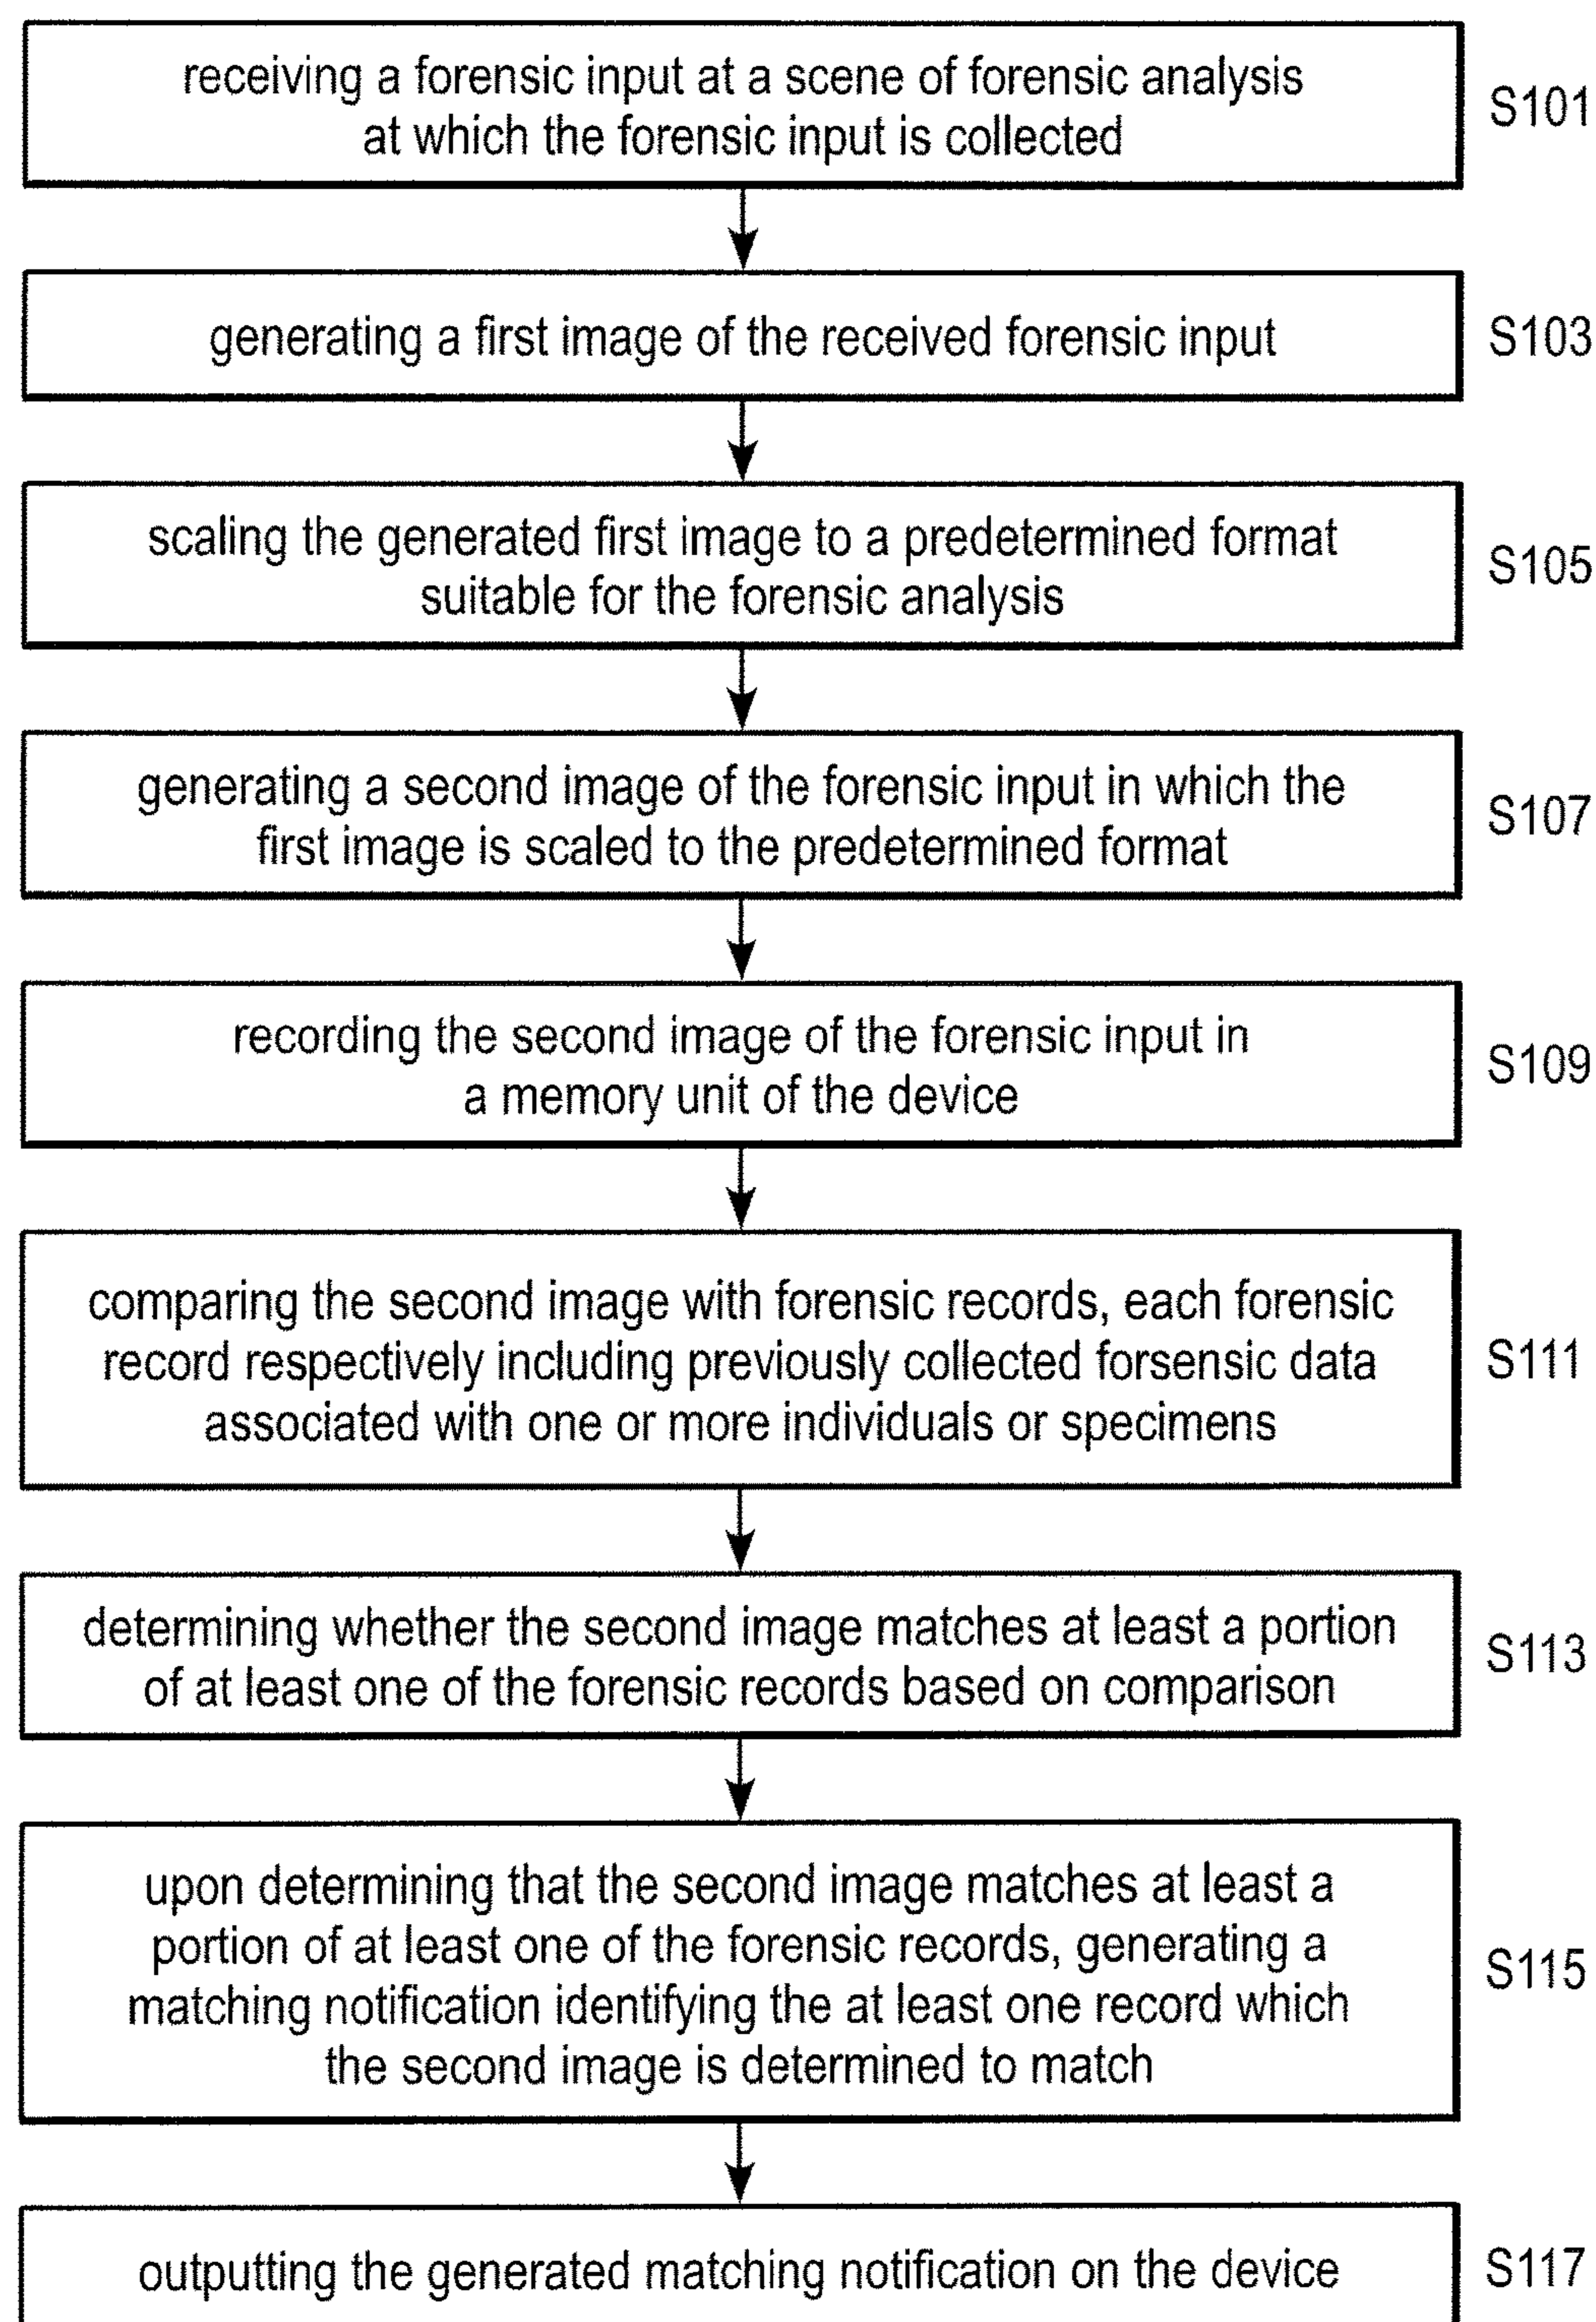 receiving a forensic input at a scene of forensic analysis
at which the forensic input is collected
S101
generating a first image of the received forensic input
S103
scaling the generated first image to a predetermined format
suitable for the forensic analysis
S105
generating a second image of the forensic input in which the
first image is scaled to the predetermined format
S107
recording the second image of the forensic input in
a memory unit of the device
S109
comparing the second image with forensic records, each forensic
record respectively including previously collected forsensic data
associated with one or more individuals or specimens
S111
determining whether the second image matches at least a portion
of at least one of the forensic records based on comparison
S113
upon determining that the second image matches at least a
portion of at least one of the forensic records, generating a
matching notification identifying the at least one record which
the second image is determined to match
S115
outputting the generated matching notification on the device
S117